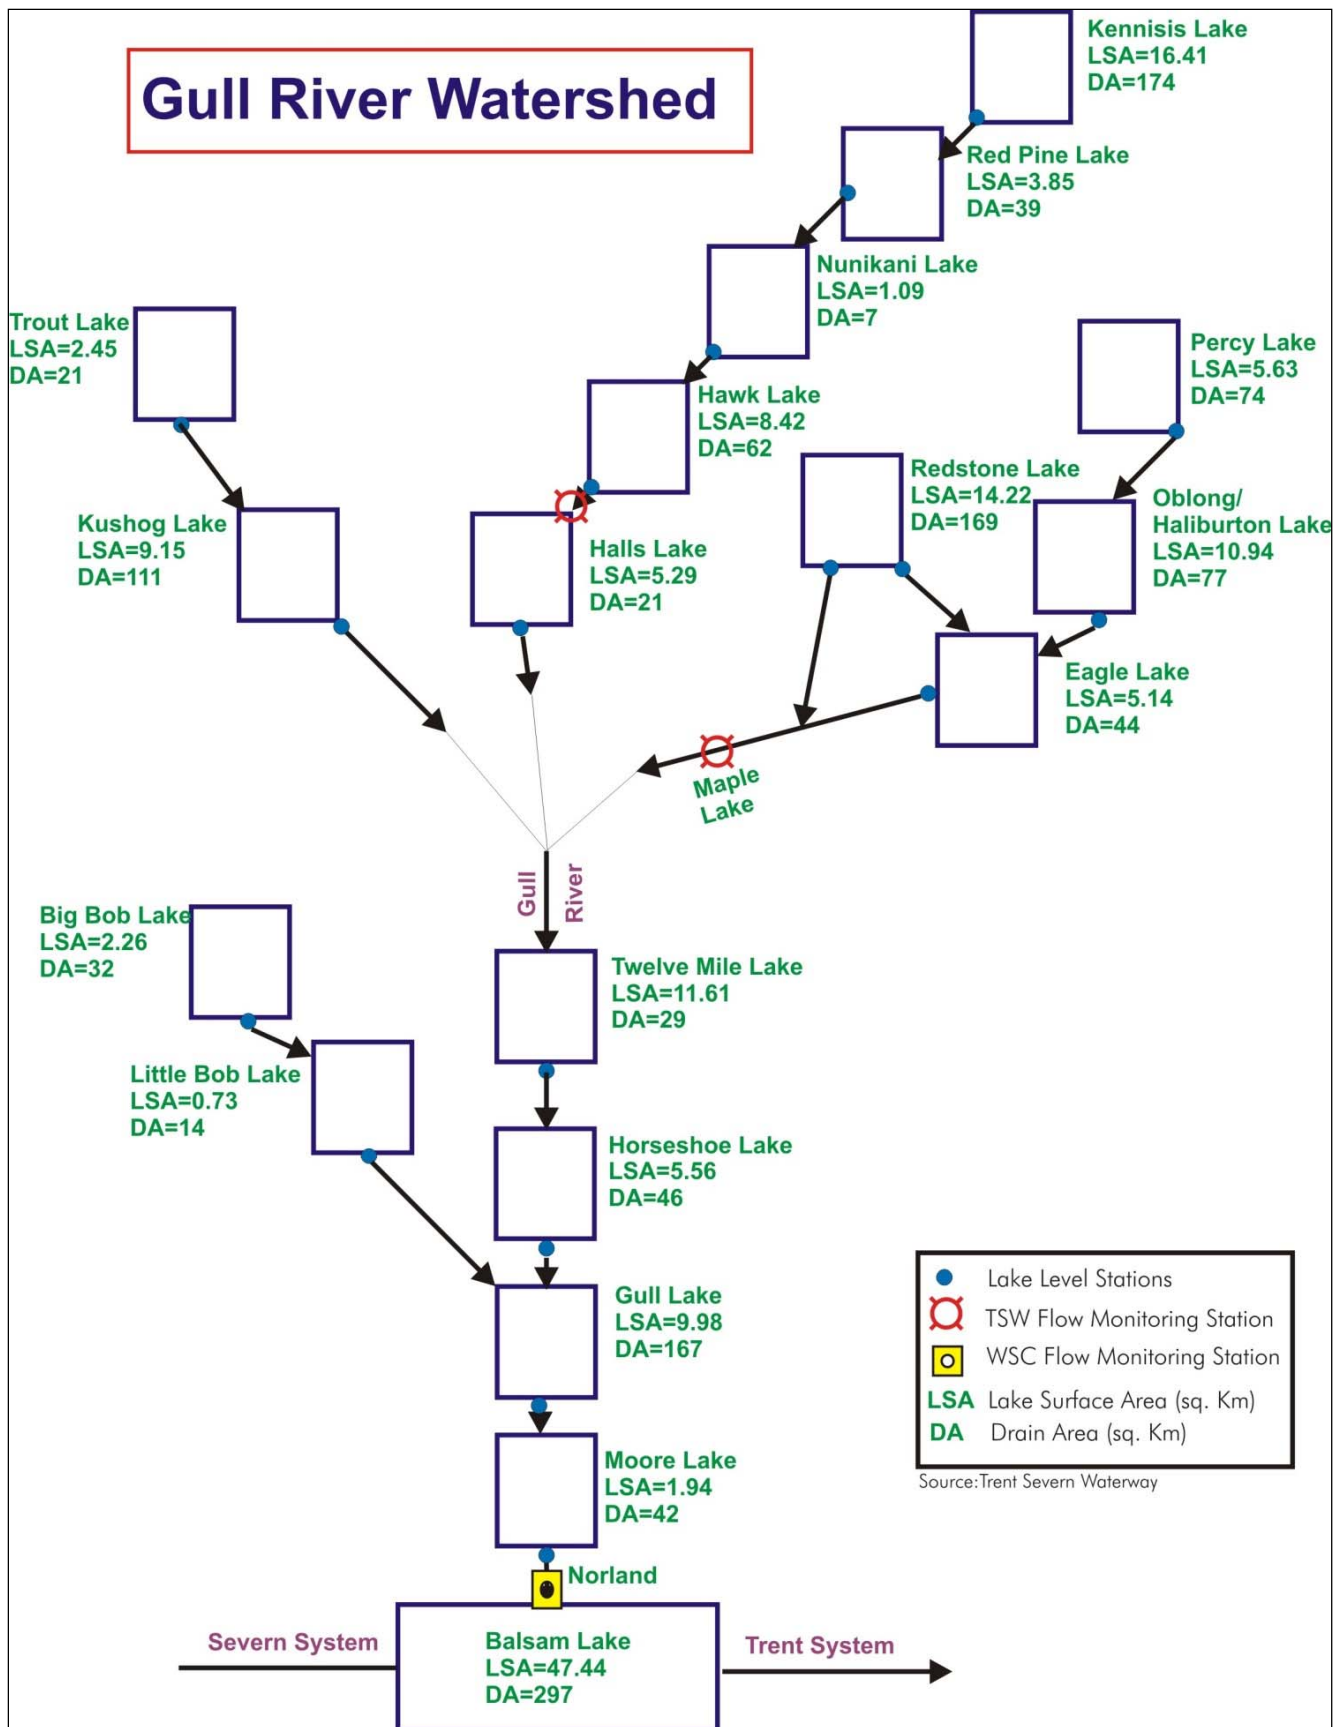 Gull River Watershed
Kennisis Lake
LSA=16.41
DA=174
Red Pine Lake
LSA=3.85
DA=39
Nunikani Lake
LSA=1.09
DA=7
Trout Lake
LSA=2.45
DA=21
Percy Lake
LSA=5.63
DA=74
Hawk Lake
LSA=8.42
DA=62
Redstone Lake
LSA=14.22
DA=169
Oblong/
Haliburton Lake
LSA=10.94
DA=77
Kushog Lake
LSA=9.15
DA=111
Halls Lake
LSA=5.29
DA=21
Eagle Lake
LSA=5.14
DA=44
Maple
Lake
Gull
River
Big Bob Lake
LSA=2.26
DA=32
Twelve Mile Lake
LSA=11.61
DA=29
Little Bob Lake
LSA=0.73
DA=14
Horseshoe Lake
LSA=5.56
DA=46
Gull Lake
LSA=9.98
DA=167
Lake Level Stations
TSW Flow Monitoring Station
WSC Flow Monitoring Station
LSA Lake Surface Area (sq. Km)
DA Drain Area (sq. Km)
Source:Trent Severn Waterway
Moore Lake
LSA=1.94
DA=42
Norland
Severn System
Balsam Lake
LSA=47.44
DA=297
Trent System